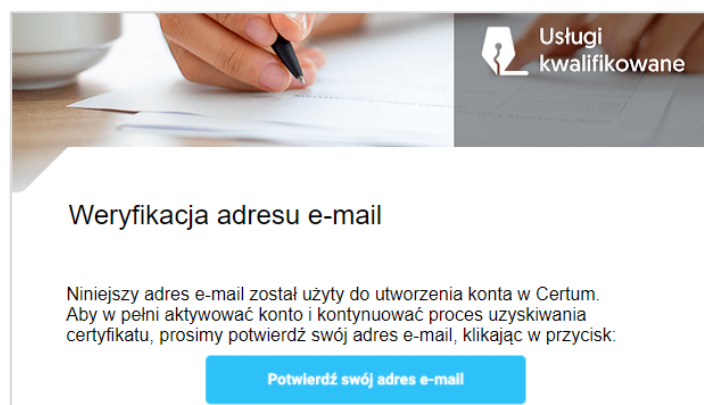 Usługi
kwalifikowane
Weryfikacja adresu e-mail
Niniejszy adres e-mail został użyty do utworzenia konta w Certum.
Aby w pełni aktywować konto i kontynuować proces uzyskiwania
certyfikatu, prosimy potwierdź swój adres e-mail, klikając w przycisk:
Potwierdź swój adres e-mail